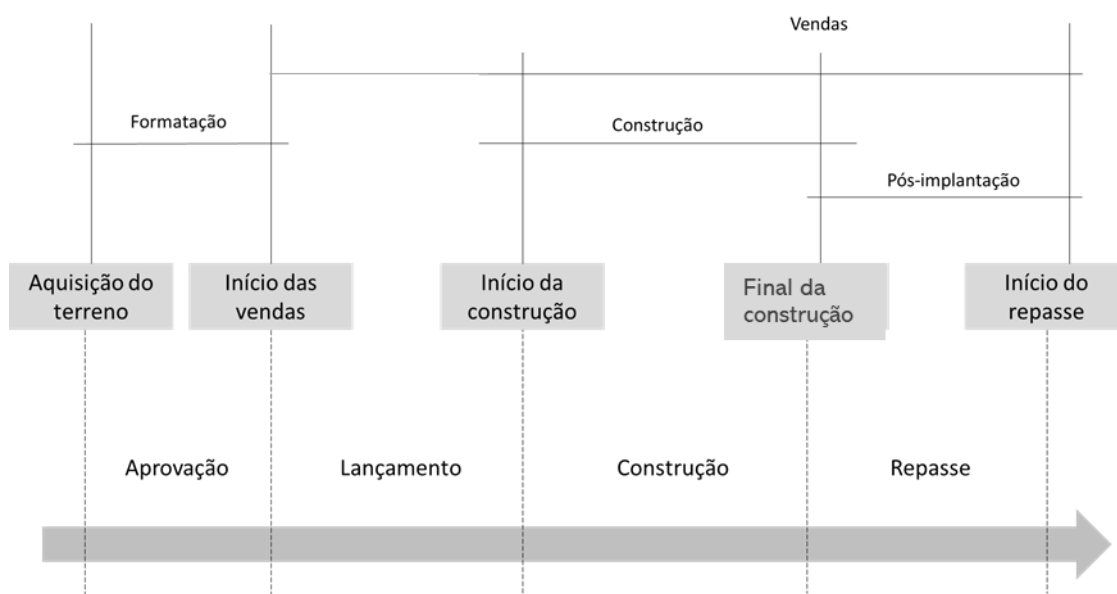 Vendas
Formatação
Construção
Pós-implantação
Aquisição do
terreno
Início das
vendas
Início da
construção
Final da
construção
Início do
repasse
Aprovação
Lançamento
Construção
Repasse